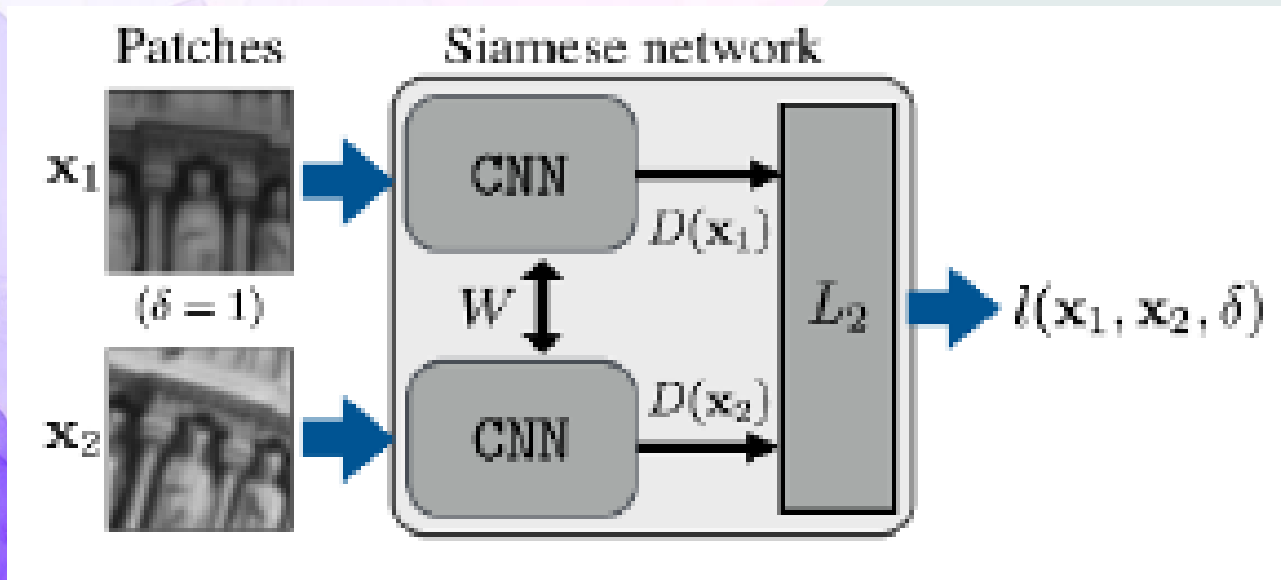 Patches
Siamese network
x₁
CNN
D(x₁)
(δ = 1)
W
L₂
l(x₁, x₂, δ)
x₂
CNN
D(x₂)